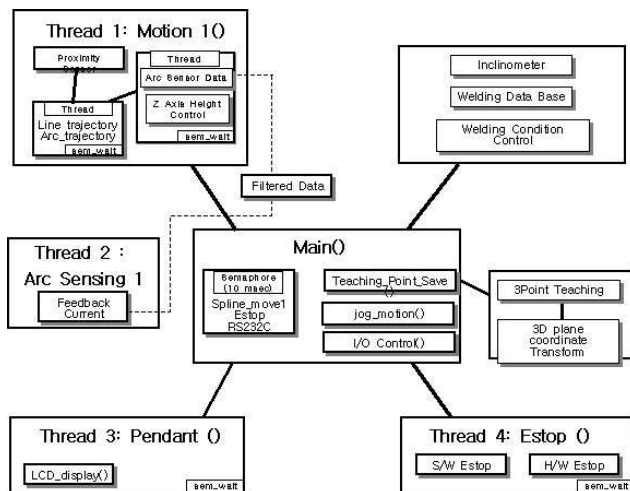 Thread 1: Motion 1()
Proximity
Sensor
Thread
Arc Sensor Data
Z Axis Height
Control
sem_wait
Thread
Line trajectory
Arc_trajectory
sem_wait
Inclinometer
Welding Data Base
Welding Condition
Control
Filtered Data
Thread 2 :
Arc Sensing 1
Feedback
Current
Main()
Semaphore
(10 msec)
Spline_move1
Estop
RS232C
Teaching_Point_Save
()
jog_motion()
I/O Control()
3Point Teaching
3D plane
coordinate
Transform
Thread 3: Pendant ()
LCD_display()
sem_wait
Thread 4: Estop ()
S/W Estop
H/W Estop
sem_wait